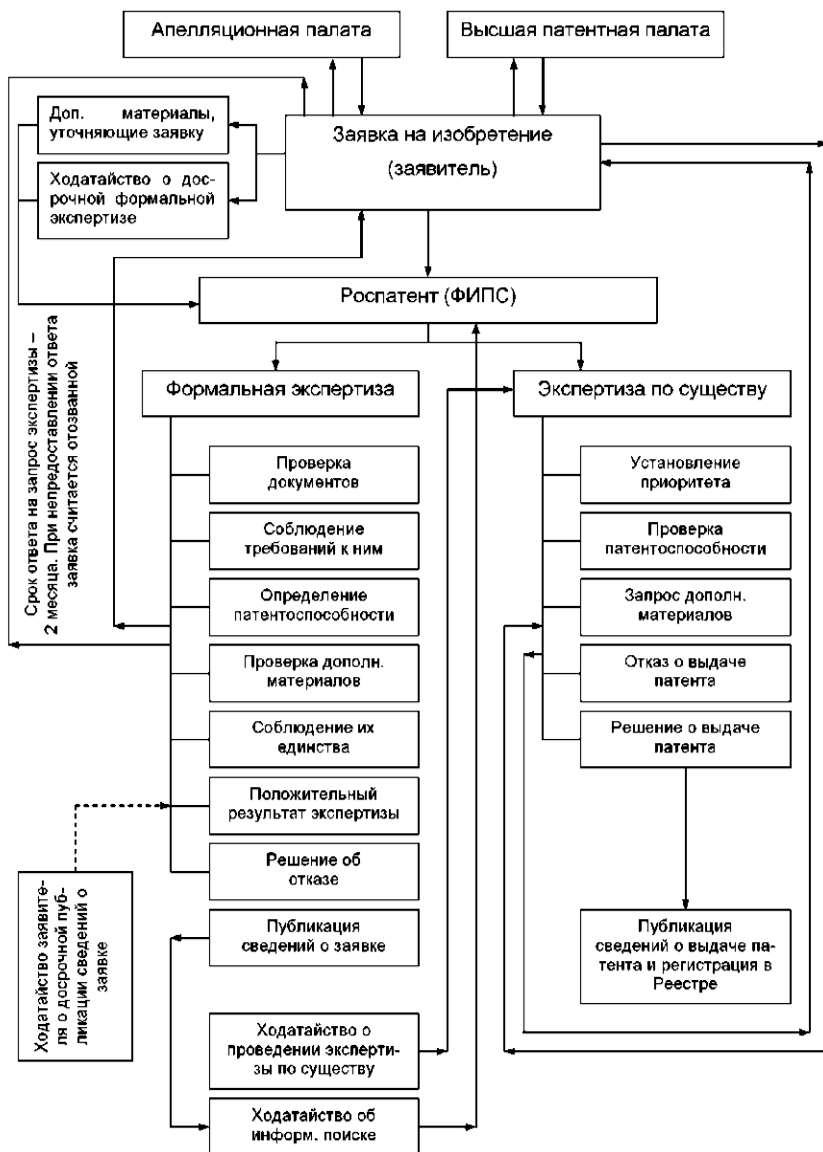 Апелляционная палата
Высшая патентная палата
Доп. материалы,
уточняющие заявку
Заявка на изобретение
(заявитель)
Ходатайство о дос-
рочной формальной
экспертизе
Роспатент (ФИПС)
Срок ответа на запрос экспертизы –
2 месяца. При непредоставлении ответа
заявка считается отозванной
Формальная экспертиза
Экспертиза по существу
Проверка
документов
Установление
приоритета
Соблюдение
требований к ним
Проверка
патентоспособности
Определение
патентоспособности
Запрос дополн.
материалов
Проверка дополн.
материалов
Отказ о выдаче
патента
Соблюдение их
единства
Решение о выдаче
патента
Положительный
результат экспертизы
Решение об
отказе
Ходатайство заявите-
ля о досрочной пуб-
ликации сведений о
заявке
Публикация
сведений о заявке
Публикация
сведений о выдаче па-
тента и регистрация в
Реестре
Ходатайство о
проведении эксперти-
зы по существу
Ходатайство об
информ. поиске